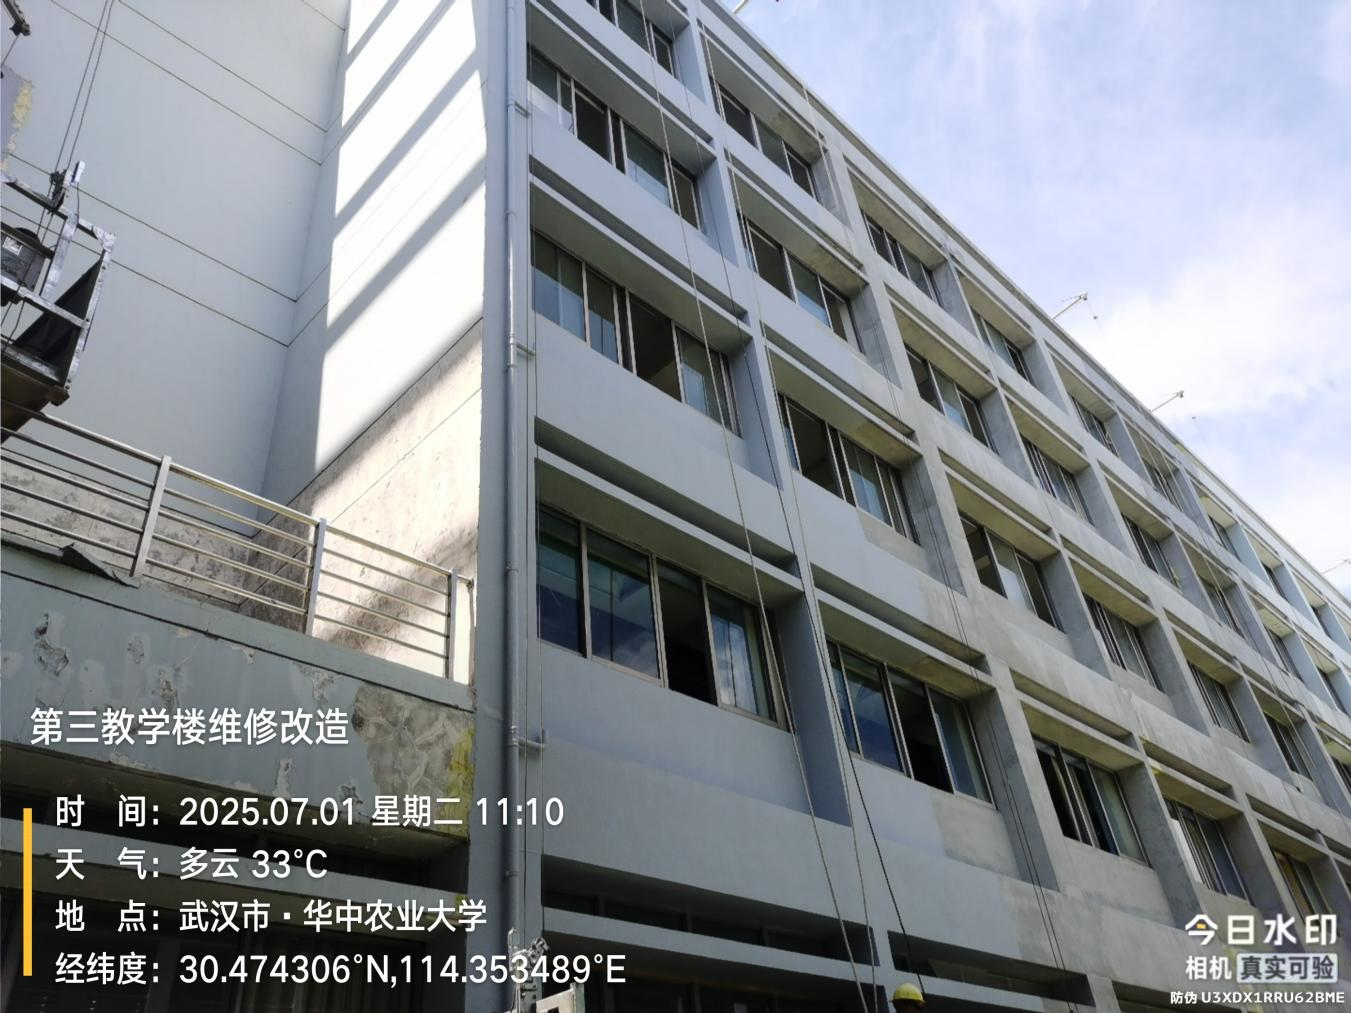 第三教学楼维修改造
时 间：2025.07.01 星期二 11:10
天 气：多云 33°C
地 点：武汉市·华中农业大学
经纬度：30.474306°N,114.353489°E
今日水印
相机 真实可验
防伪 U3XDX1RRU62BME